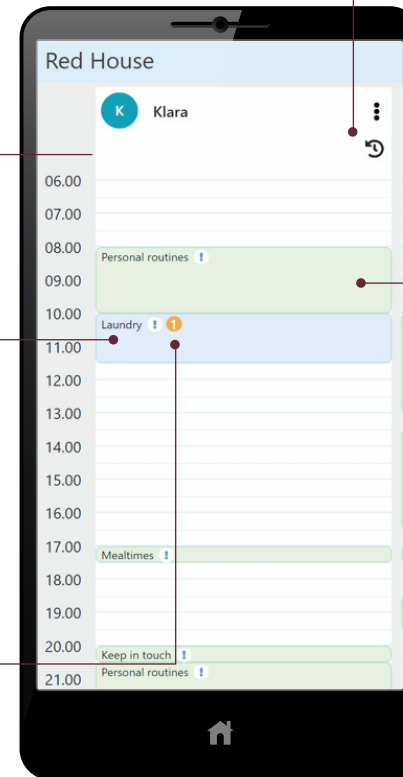 Red House
K Klara
06.00
07.00
08.00
Personal routines !
09.00
10.00
Laundry ! 1
11.00
12.00
13.00
14.00
15.00
16.00
17.00
Mealtimes !
18.00
19.00
20.00
Keep in touch !
Personal routines !
21.00